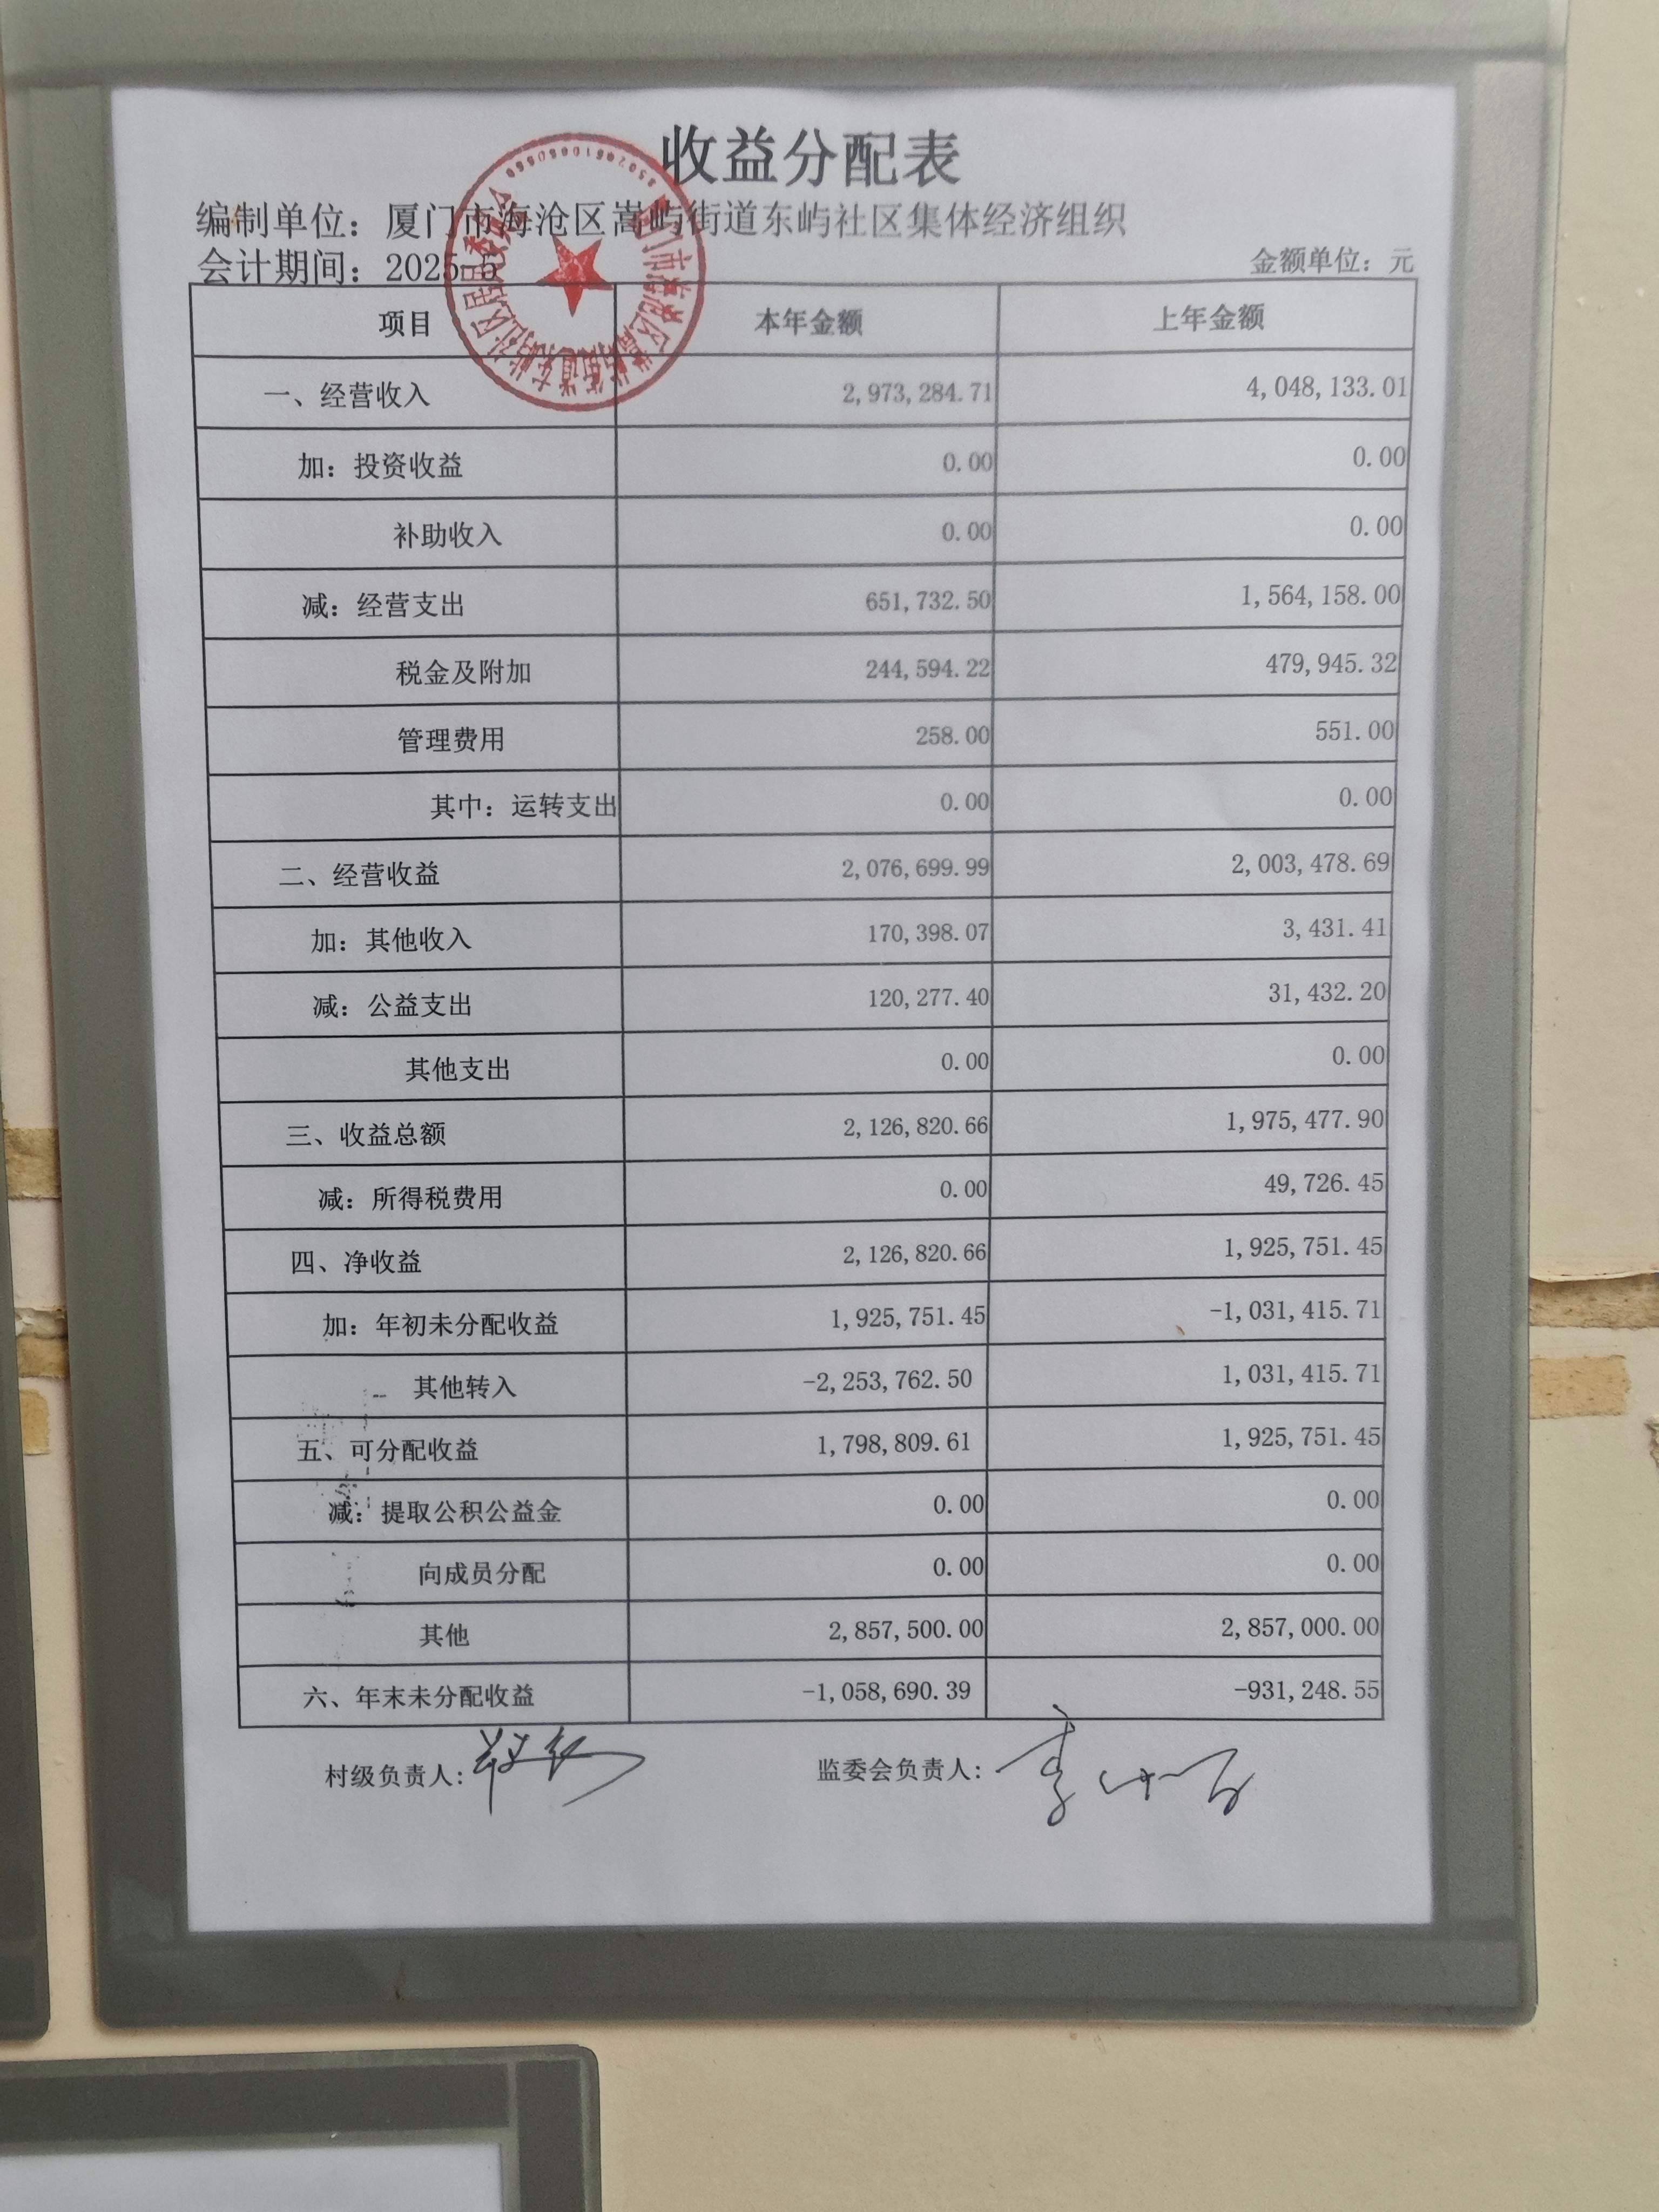 收益分配表
编制单位：厦门市海沧区嵩屿街道东屿社区集体经济组织
会计期间：2025-5
金额单位：元
项目 本年金额 上年金额
一、经营收入 2,973,284.71 4,048,133.01
加：投资收益 0.00 0.00
补助收入 0.00 0.00
减：经营支出 651,732.50 1,564,158.00
税金及附加 244,594.22 479,945.32
管理费用 258.00 551.00
其中：运转支出 0.00 0.00
二、经营收益 2,076,699.99 2,003,478.69
加：其他收入 170,398.07 3,431.41
减：公益支出 120,277.40 31,432.20
其他支出 0.00 0.00
三、收益总额 2,126,820.66 1,975,477.90
减：所得税费用 0.00 49,726.45
四、净收益 2,126,820.66 1,925,751.45
加：年初未分配收益 1,925,751.45 -1,031,415.71
其他转入 -2,253,762.50 1,031,415.71
五、可分配收益 1,798,809.61 1,925,751.45
减：提取公积公益金 0.00 0.00
向成员分配 0.00 0.00
其他 2,857,500.00 2,857,000.00
六、年末未分配收益 -1,058,690.39 -931,248.55
村级负责人： 监委会负责人：